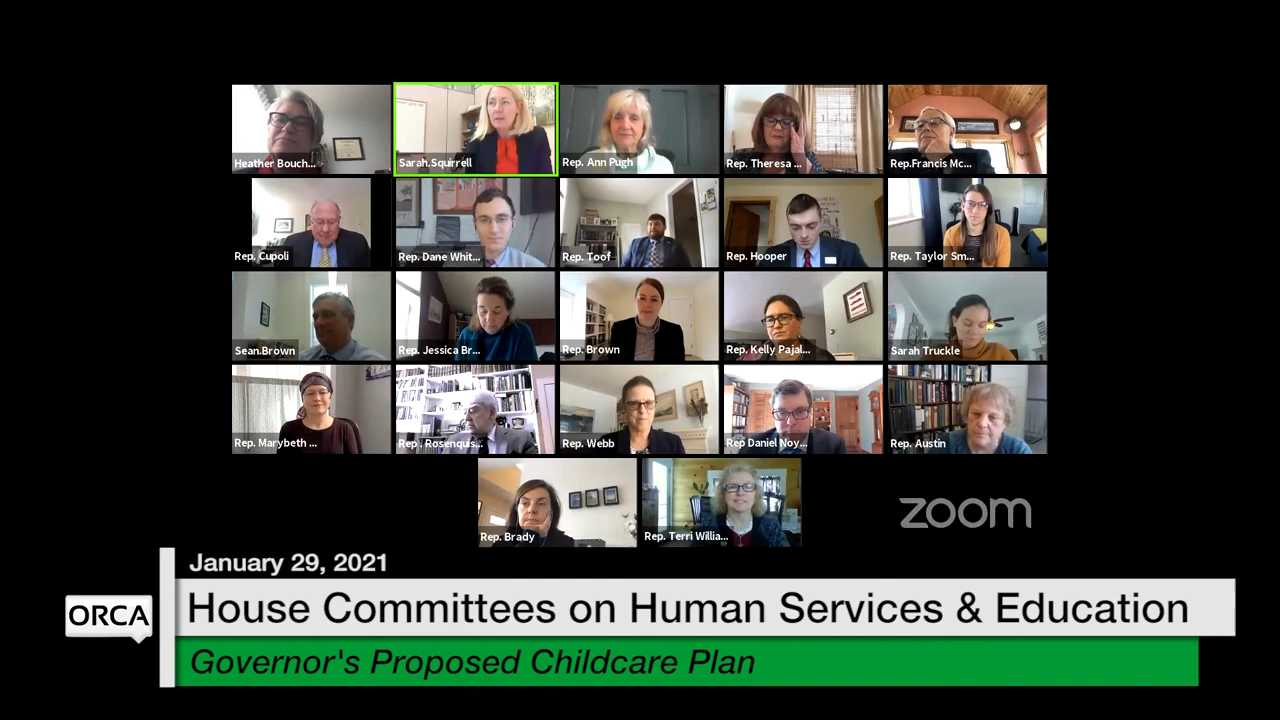 Heather Bouch...
Sarah.Squirrell
Rep. Ann Pugh
Rep. Theresa ...
Rep.Francis Mc...
Rep. Cupoli
Rep. Dane Whit...
Rep. Toof
Rep. Hooper
Rep. Taylor Sm...
Sean.Brown
Rep. Jessica Br...
Rep. Brown
Rep. Kelly Pajal...
Sarah Truckle
Rep. Marybeth ...
Rep . Rosenquis...
Rep. Webb
Rep Daniel Noy...
Rep. Austin
Rep. Brady
Rep. Terri Willia...
zoom
January 29, 2021
ORCA
House Committees on Human Services & Education
Governor's Proposed Childcare Plan